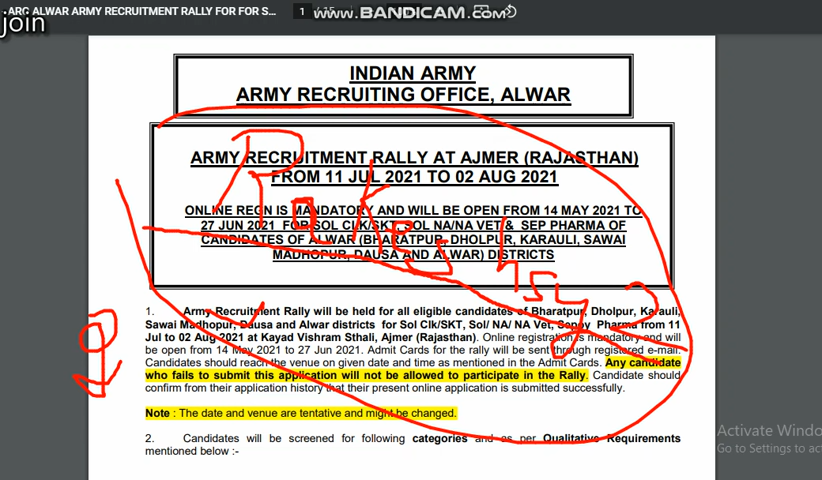 ARG ALWAR ARMY RECRUITMENT RALLY FOR FOR S...
1 / 15
www.BANDICAM.com
join
INDIAN ARMY
ARMY RECRUITING OFFICE, ALWAR
ARMY RECRUITMENT RALLY AT AJMER (RAJASTHAN)
FROM 11 JUL 2021 TO 02 AUG 2021
ONLINE REGN IS MANDATORY AND WILL BE OPEN FROM 14 MAY 2021 TO
27 JUN 2021 FOR SOL CLK/SKT, SOL NA/NA VET & SEP PHARMA OF
CANDIDATES OF ALWAR (BHARATPUR, DHOLPUR, KARAULI, SAWAI
MADHOPUR, DAUSA AND ALWAR) DISTRICTS
1. Army Recruitment Rally will be held for all eligible candidates of Bharatpur, Dholpur, Karauli,
Sawai Madhopur, Dausa and Alwar districts for Sol Clk/SKT, Sol/ NA/ NA Vet, Sepoy Pharma from 11
Jul to 02 Aug 2021 at Kayad Vishram Sthali, Ajmer (Rajasthan). Online registration is mandatory and will
be open from 14 May 2021 to 27 Jun 2021. Admit Cards for the rally will be sent through registered e-mail.
Candidates should reach the venue on given date and time as mentioned in the Admit Cards. Any candidate
who fails to submit this application will not be allowed to participate in the Rally. Candidate should
confirm from their application history that their present online application is submitted successfully.
Note : The date and venue are tentative and might be changed.
2. Candidates will be screened for following categories and as per Qualitative Requirements
mentioned below :-
Activate Windo
Go to Settings to act